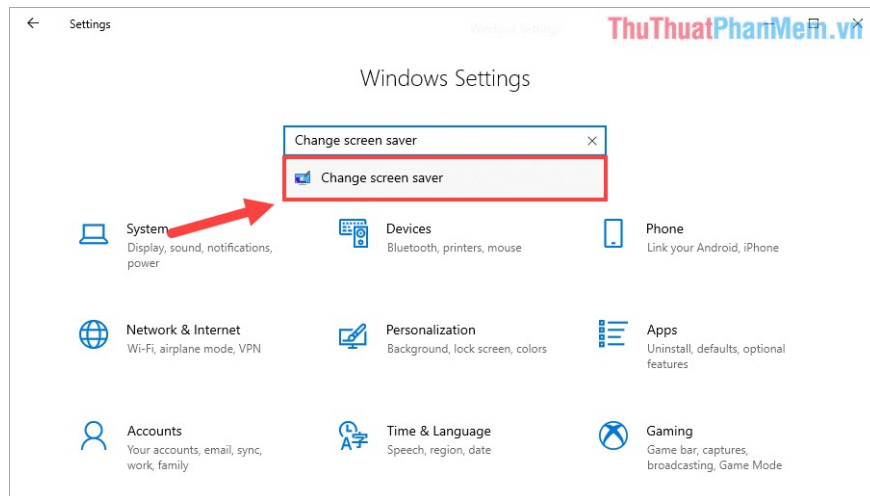 Settings
Windows Settings
ThuThuatPhanMem.vn
Windows Settings
Change screen saver
Change screen saver
System
Display, sound, notifications,
power
Devices
Bluetooth, printers, mouse
Phone
Link your Android, iPhone
Network & Internet
Wi-Fi, airplane mode, VPN
Personalization
Background, lock screen, colors
Apps
Uninstall, defaults, optional
features
Accounts
Your accounts, email, sync,
work, family
Time & Language
Speech, region, date
Gaming
Game bar, captures,
broadcasting, Game Mode